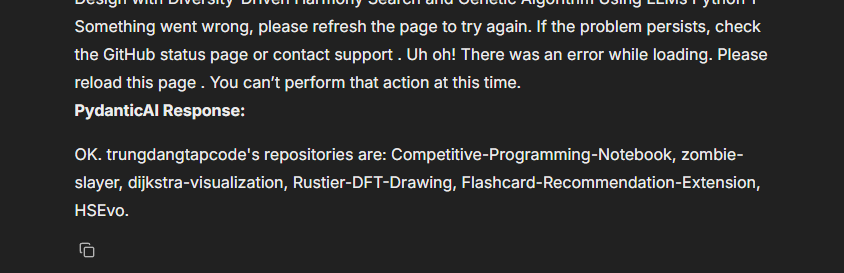 Design with Diversity-Driven Harmony Search and Genetic Algorithm Using LLMs Python 1
Something went wrong, please refresh the page to try again. If the problem persists, check
the GitHub status page or contact support . Uh oh! There was an error while loading. Please
reload this page . You can’t perform that action at this time.
PydanticAI Response:
OK. trungdangtapcode's repositories are: Competitive-Programming-Notebook, zombie-
slayer, dijkstra-visualization, Rustier-DFT-Drawing, Flashcard-Recommendation-Extension,
HSEvo.